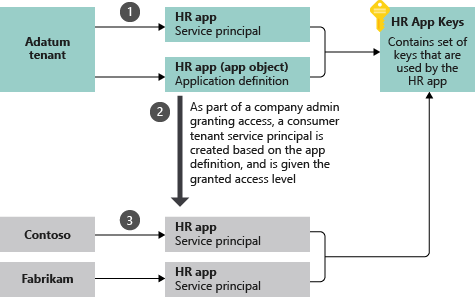 1
HR app
Service principal
HR App Keys
Contains set of
keys that are
used by the
HR app
Adatum
tenant
HR app (app object)
Application definition
2
As part of a company admin
granting access, a consumer
tenant service principal is
created based on the app
definition, and is given the
granted access level
3
Contoso
HR app
Service principal
Fabrikam
HR app
Service principal